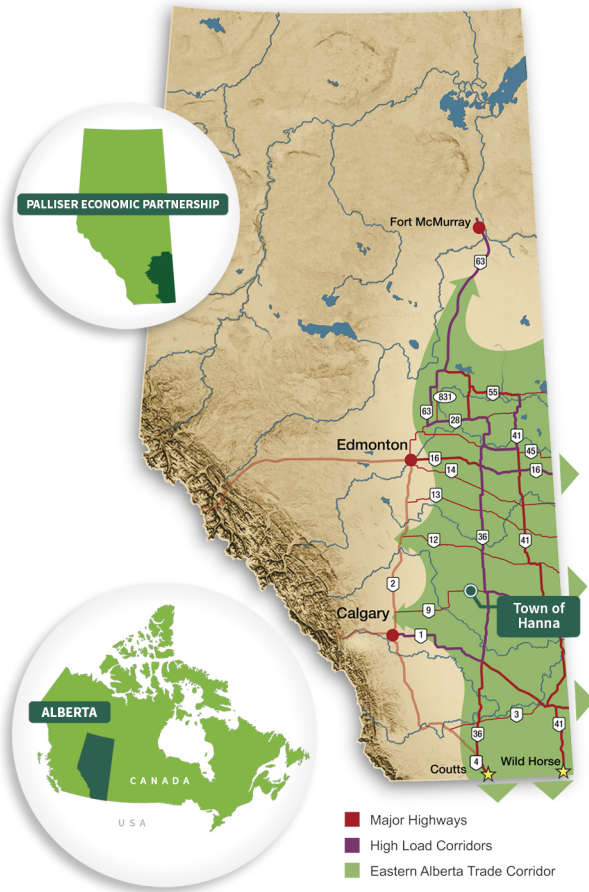 PALLISER ECONOMIC PARTNERSHIP
Fort McMurray
63
55
831
63
28
41
45
Edmonton
16
16
14
13
36
41
12
2
Town of
Hanna
9
Calgary
1
3
41
36
4
Coutts
Wild Horse
ALBERTA
CANADA
USA
Major Highways
High Load Corridors
Eastern Alberta Trade Corridor